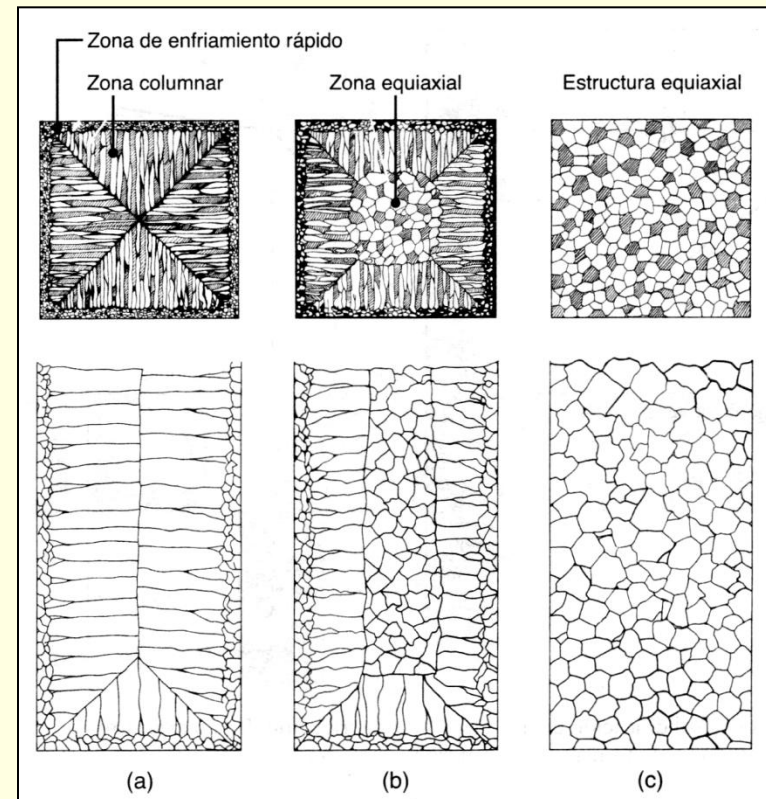 Zona de enfriamiento rápido
Zona columnar
Zona equiaxial
Estructura equiaxial
(a)
(b)
(c)